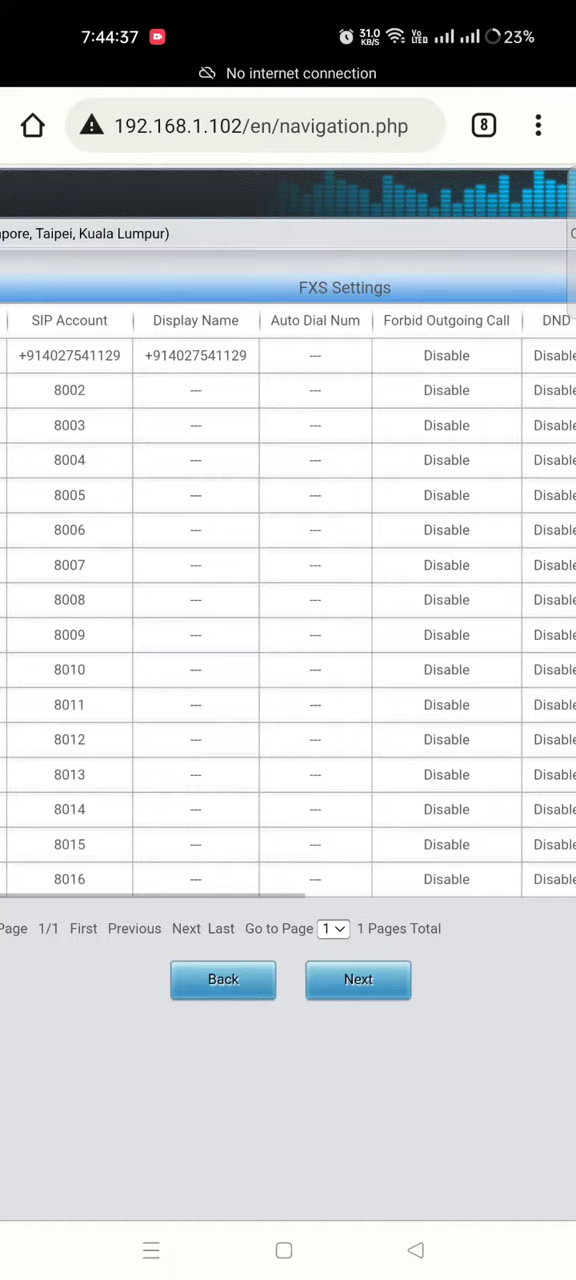 7:44:37 31.0 KB/S Vo LTED 23%
No internet connection
192.168.1.102/en/navigation.php 8
pore, Taipei, Kuala Lumpur)
FXS Settings
SIP Account Display Name Auto Dial Num Forbid Outgoing Call DND
+914027541129 +914027541129 --- Disable Disable
8002 --- --- Disable Disable
8003 --- --- Disable Disable
8004 --- --- Disable Disable
8005 --- --- Disable Disable
8006 --- --- Disable Disable
8007 --- --- Disable Disable
8008 --- --- Disable Disable
8009 --- --- Disable Disable
8010 --- --- Disable Disable
8011 --- --- Disable Disable
8012 --- --- Disable Disable
8013 --- --- Disable Disable
8014 --- --- Disable Disable
8015 --- --- Disable Disable
8016 --- --- Disable Disable
Page 1/1 First Previous Next Last Go to Page 1 1 Pages Total
Back Next